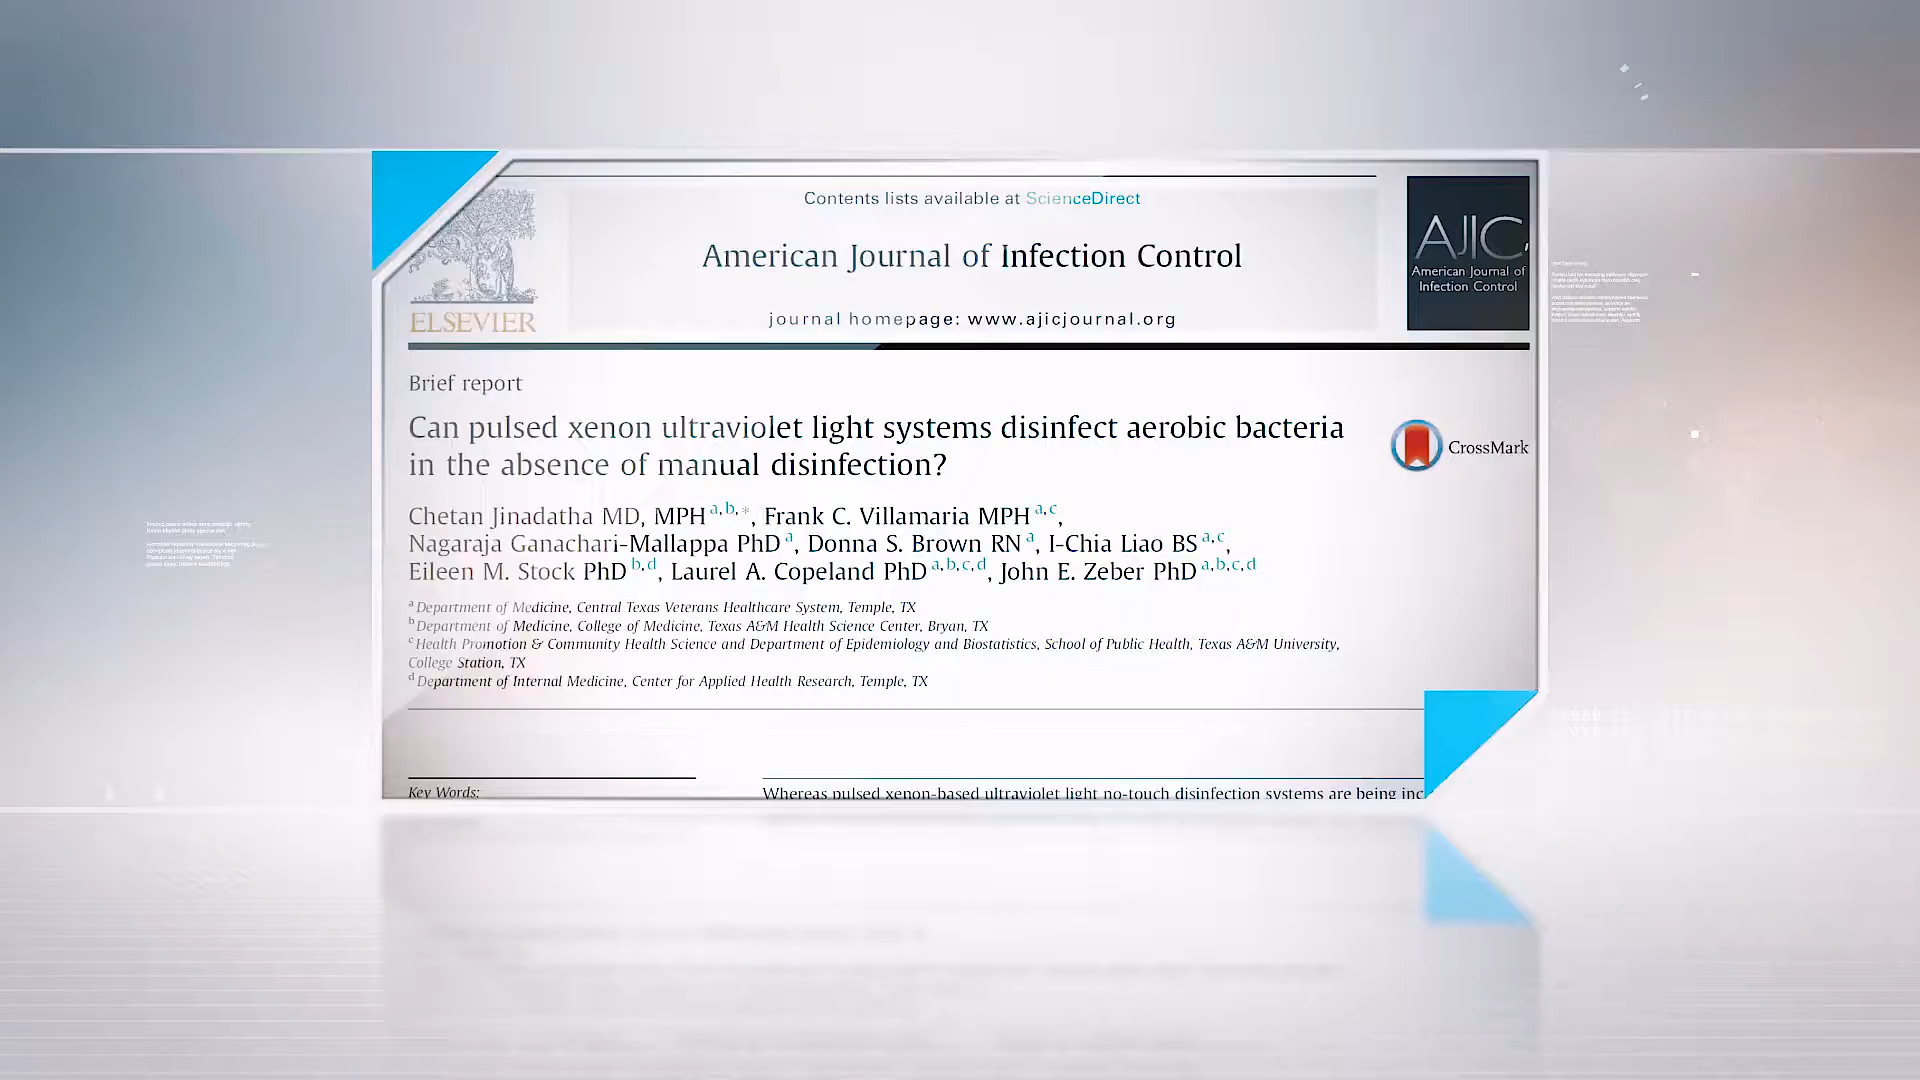 Contents lists available at ScienceDirect
American Journal of Infection Control
journal homepage: www.ajicjournal.org
ELSEVIER
AJIC
American Journal of
Infection Control
Brief report
Can pulsed xenon ultraviolet light systems disinfect aerobic bacteria
in the absence of manual disinfection?
CrossMark
Chetan Jinadatha MD, MPH a,b,*, Frank C. Villamaria MPH a,c,
Nagaraja Ganachari-Mallappa PhD a, Donna S. Brown RN a, I-Chia Liao BS a,c,
Eileen M. Stock PhD b,d, Laurel A. Copeland PhD a,b,c,d, John E. Zeber PhD a,b,c,d
a Department of Medicine, Central Texas Veterans Healthcare System, Temple, TX
b Department of Medicine, College of Medicine, Texas A&M Health Science Center, Bryan, TX
c Health Promotion & Community Health Science and Department of Epidemiology and Biostatistics, School of Public Health, Texas A&M University,
College Station, TX
d Department of Internal Medicine, Center for Applied Health Research, Temple, TX
Key Words:
Whereas pulsed xenon-based ultraviolet light no-touch disinfection systems are being inc